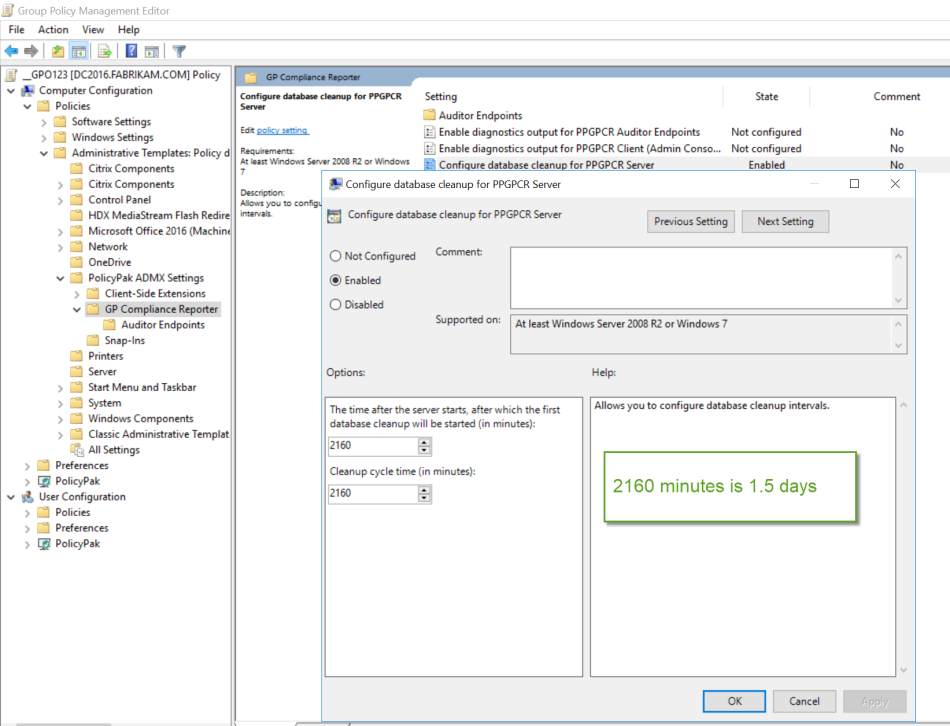 Group Policy Management Editor
File Action View Help
__GPO123 [DC2016.FABRIKAM.COM] Policy
Computer Configuration
Policies
Software Settings
Windows Settings
Administrative Templates: Policy d
Citrix Components
Citrix Components
Control Panel
HDX MediaStream Flash Redire
Microsoft Office 2016 (Machine
Network
OneDrive
PolicyPak ADMX Settings
Client-Side Extensions
GP Compliance Reporter
Auditor Endpoints
Snap-Ins
Printers
Server
Start Menu and Taskbar
System
Windows Components
Classic Administrative Templat
All Settings
Preferences
PolicyPak
User Configuration
Policies
Preferences
PolicyPak
GP Compliance Reporter
Configure database cleanup for PPGPCR
Server
Edit policy setting
Requirements:
At least Windows Server 2008 R2 or Windows
7
Description:
Allows you to configu
intervals.
Setting State Comment
Auditor Endpoints
Enable diagnostics output for PPGPCR Auditor Endpoints Not configured No
Enable diagnostics output for PPGPCR Client (Admin Conso... Not configured No
Configure database cleanup for PPGPCR Server Enabled No
Configure database cleanup for PPGPCR Server
Configure database cleanup for PPGPCR Server
Previous Setting Next Setting
Not Configured
Enabled
Disabled
Comment:
Supported on:
At least Windows Server 2008 R2 or Windows 7
Options:
Help:
The time after the server starts, after which the first
database cleanup will be started (in minutes):
2160
Cleanup cycle time (in minutes):
2160
Allows you to configure database cleanup intervals.
2160 minutes is 1.5 days
OK Cancel Apply